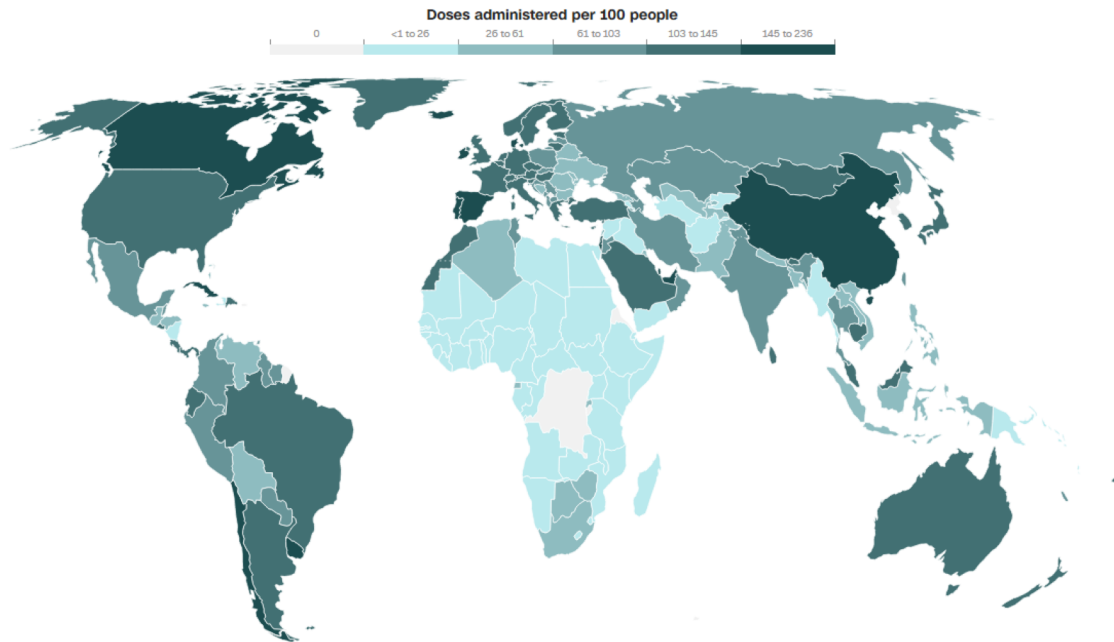 Doses administered per 100 people
0 <1 to 26 26 to 61 61 to 103 103 to 145 145 to 236